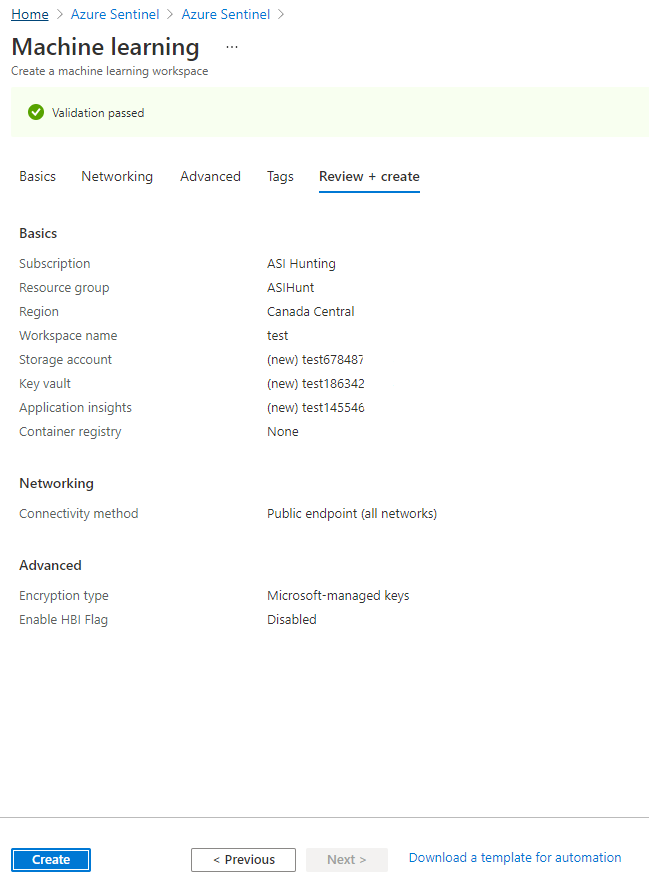 Home > Azure Sentinel > Azure Sentinel >
Machine learning ...
Create a machine learning workspace
Validation passed
Basics Networking Advanced Tags Review + create
Basics
Subscription ASI Hunting
Resource group ASIHunt
Region Canada Central
Workspace name test
Storage account (new) test678487
Key vault (new) test186342
Application insights (new) test145546
Container registry None
Networking
Connectivity method Public endpoint (all networks)
Advanced
Encryption type Microsoft-managed keys
Enable HBI Flag Disabled
Create < Previous Next > Download a template for automation